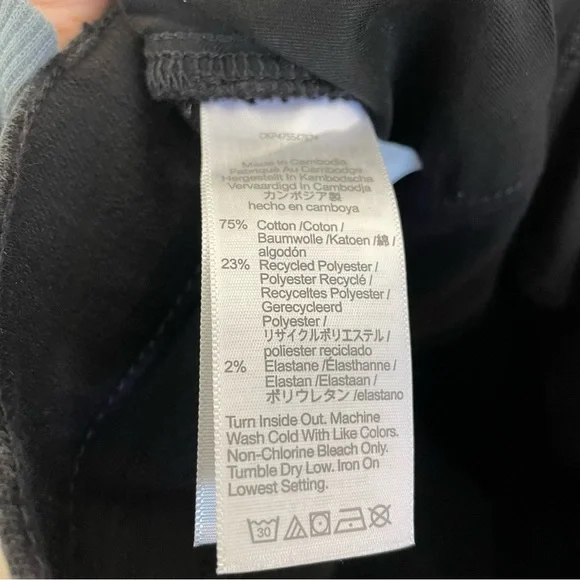 Made in Cambodia
Fabriqué Au Cambodge
Hergestellt In Kambodscha
Vervaardigd In Cambodja
カンボジア製
hecho en camboya
75% Cotton /Coton /
Baumwolle /Katoen /綿 /
algodón
23% Recycled Polyester /
Polyester Recyclé /
Recyceltes Polyester /
Gerecycleerd
Polyester /
リサイクルポリエステル /
poliester reciclado
2% Elastane /Élasthanne /
Elastan /Elastaan /
ポリウレタン /elastano
Turn Inside Out. Machine
Wash Cold With Like Colors.
Non-Chlorine Bleach Only.
Tumble Dry Low. Iron On
Lowest Setting.
30